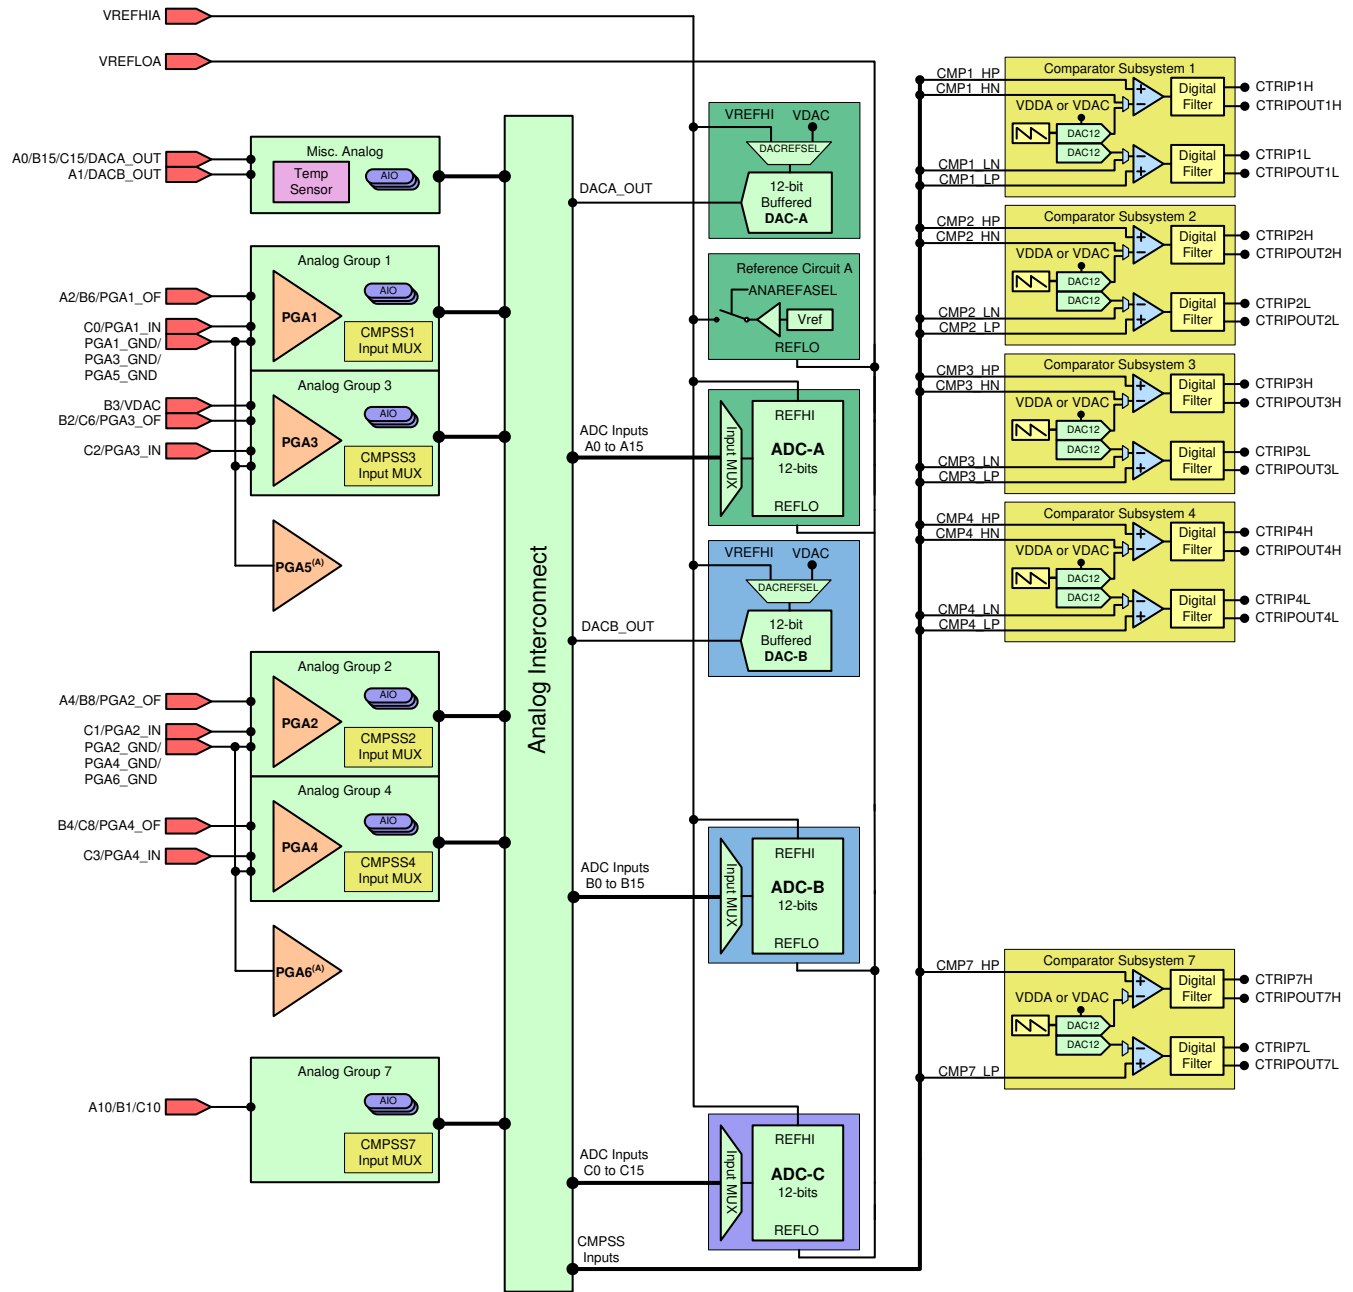 VREFHIA
VREFLOA
A0/B15/C15/DACA_OUT
A1/DACB_OUT
Misc. Analog
Temp
Sensor
AIO
A2/B6/PGA1_OF
C0/PGA1_IN
PGA1_GND/
PGA3_GND/
PGA5_GND
Analog Group 1
PGA1
AIO
CMPSS1
Input MUX
B3/VDAC
B2/C6/PGA3_OF
C2/PGA3_IN
Analog Group 3
PGA3
AIO
CMPSS3
Input MUX
PGA5(A)
A4/B8/PGA2_OF
C1/PGA2_IN
PGA2_GND/
PGA4_GND/
PGA6_GND
Analog Group 2
PGA2
AIO
CMPSS2
Input MUX
B4/C8/PGA4_OF
C3/PGA4_IN
Analog Group 4
PGA4
AIO
CMPSS4
Input MUX
PGA6(A)
A10/B1/C10
Analog Group 7
AIO
CMPSS7
Input MUX
Analog Interconnect
DACA_OUT
VREFHI
VDAC
DACREFSEL
12-bit
Buffered
DAC-A
Reference Circuit A
ANAREFASEL
Vref
REFLO
ADC Inputs
A0 to A15
Input MUX
REFHI
ADC-A
12-bits
REFLO
DACB_OUT
VREFHI
VDAC
DACREFSEL
12-bit
Buffered
DAC-B
ADC Inputs
B0 to B15
Input MUX
REFHI
ADC-B
12-bits
REFLO
ADC Inputs
C0 to C15
Input MUX
REFHI
ADC-C
12-bits
REFLO
CMPSS
Inputs
CMP1_HP
CMP1_HN
CMP1_LN
CMP1_LP
Comparator Subsystem 1
VDDA or VDAC
DAC12
DAC12
Digital
Filter
Digital
Filter
CTRIP1H
CTRIPOUT1H
CTRIP1L
CTRIPOUT1L
CMP2_HP
CMP2_HN
CMP2_LN
CMP2_LP
Comparator Subsystem 2
VDDA or VDAC
DAC12
DAC12
Digital
Filter
Digital
Filter
CTRIP2H
CTRIPOUT2H
CTRIP2L
CTRIPOUT2L
CMP3_HP
CMP3_HN
CMP3_LN
CMP3_LP
Comparator Subsystem 3
VDDA or VDAC
DAC12
DAC12
Digital
Filter
Digital
Filter
CTRIP3H
CTRIPOUT3H
CTRIP3L
CTRIPOUT3L
CMP4_HP
CMP4_HN
CMP4_LN
CMP4_LP
Comparator Subsystem 4
VDDA or VDAC
DAC12
DAC12
Digital
Filter
Digital
Filter
CTRIP4H
CTRIPOUT4H
CTRIP4L
CTRIPOUT4L
CMP7_HP
CMP7_LP
Comparator Subsystem 7
VDDA or VDAC
DAC12
DAC12
Digital
Filter
Digital
Filter
CTRIP7H
CTRIPOUT7H
CTRIP7L
CTRIPOUT7L